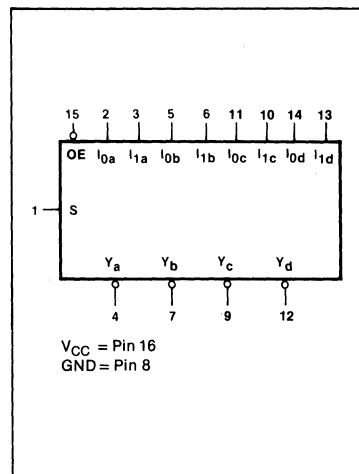 15 2 3 5 6 11 10 14 13
OE I0a I1a I0b I1b I0c I1c I0d I1d
1 S
Ya Yb Yc Yd
4 7 9 12
VCC = Pin 16
GND = Pin 8